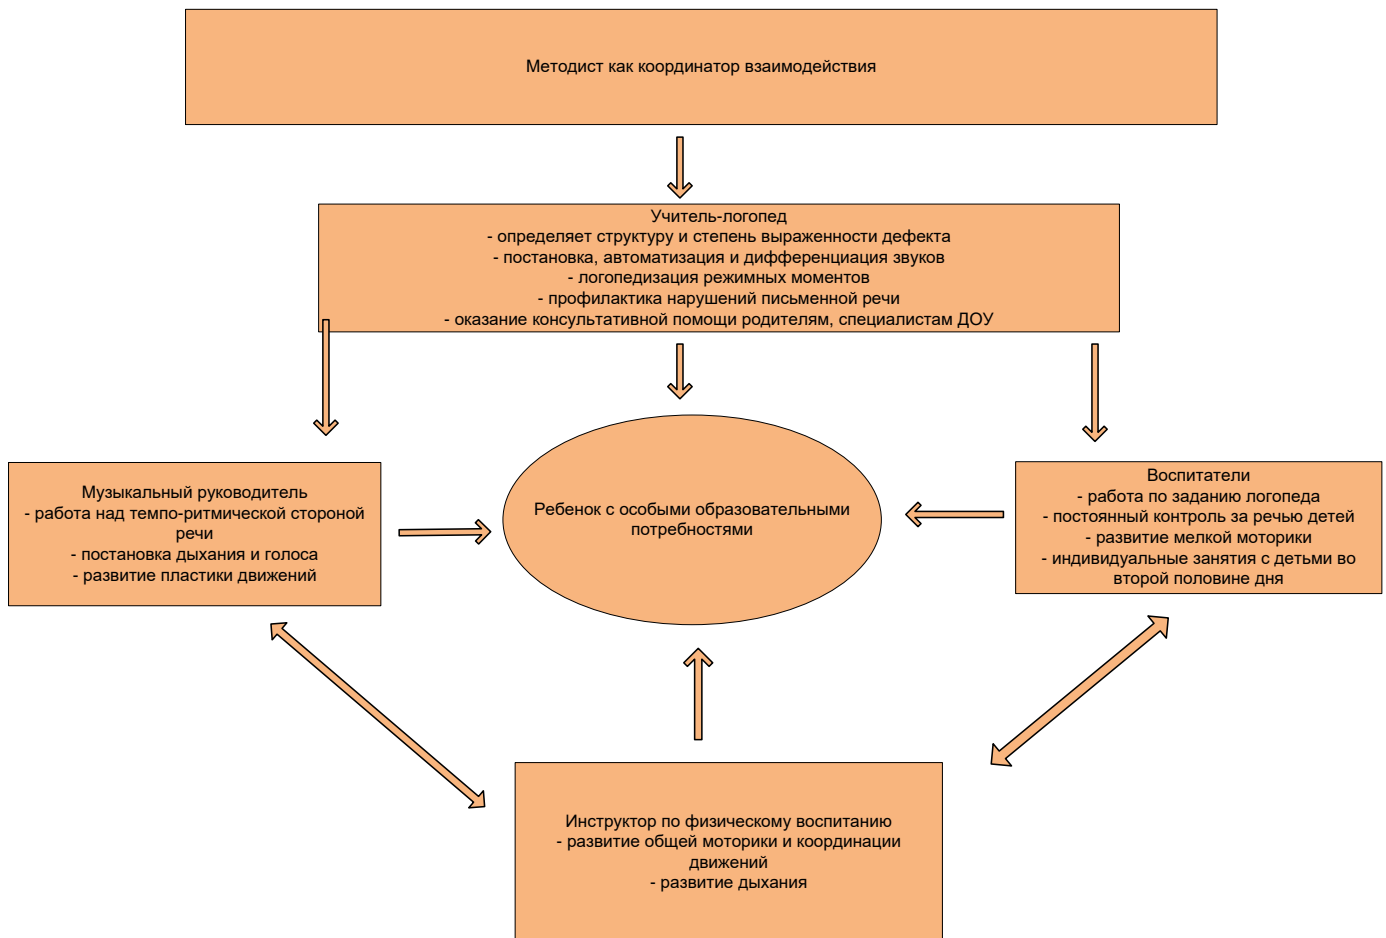 Методист как координатор взаимодействия
Учитель-логопед
- определяет структуру и степень выраженности дефекта
- постановка, автоматизация и дифференциация звуков
- логопедизация режимных моментов
- профилактика нарушений письменной речи
- оказание консультативной помощи родителям, специалистам ДОУ
Музыкальный руководитель
- работа над темпо-ритмической стороной
речи
- постановка дыхания и голоса
- развитие пластики движений
Ребенок с особыми образовательными
потребностями
Воспитатели
- работа по заданию логопеда
- постоянный контроль за речью детей
- развитие мелкой моторики
- индивидуальные занятия с детьми во
второй половине дня
Инструктор по физическому воспитанию
- развитие общей моторики и координации
движений
- развитие дыхания